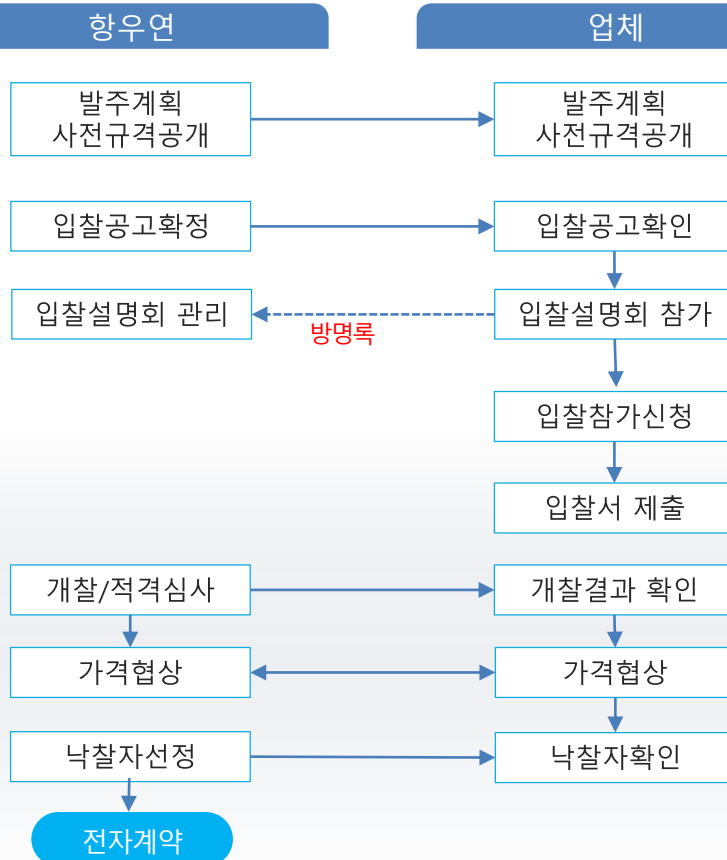 항우연
업체
발주계획
사전규격공개
발주계획
사전규격공개
입찰공고확정
입찰공고확인
입찰설명회 관리
방명록
입찰설명회 참가
입찰참가신청
입찰서 제출
개찰/적격심사
개찰결과 확인
가격협상
가격협상
낙찰자선정
낙찰자확인
전자계약